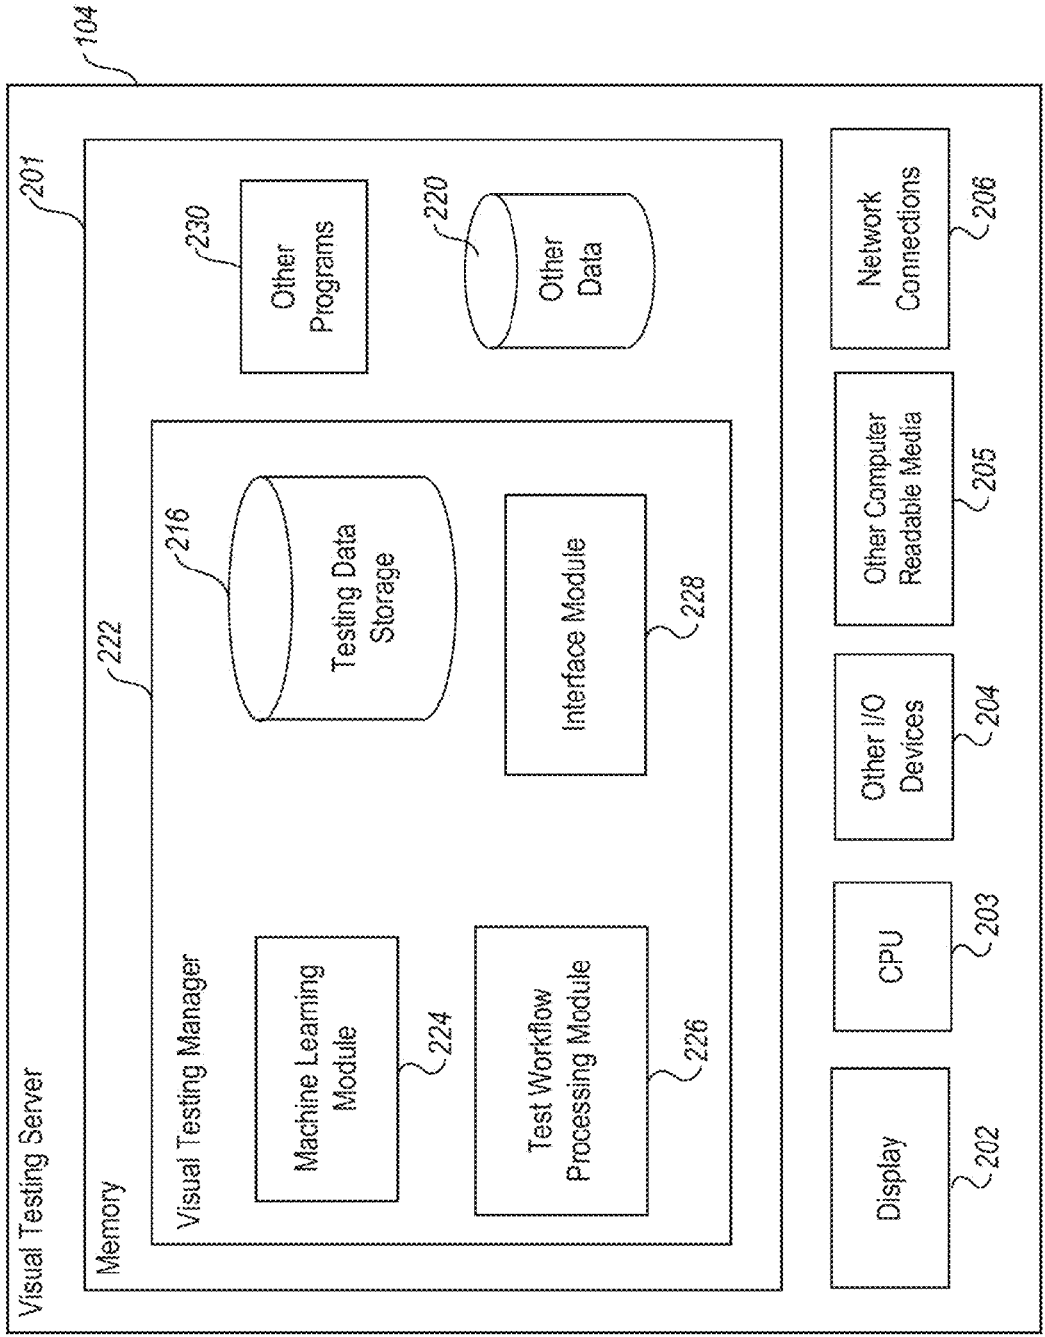 Visual Testing Server
104
Memory
201
Visual Testing Manager
222
Machine Learning
Module
224
Testing Data
Storage
216
Test Workflow
Processing Module
226
Interface Module
228
Other
Programs
230
Other
Data
220
Display
202
CPU
203
Other I/O
Devices
204
Other Computer
Readable Media
205
Network
Connections
206